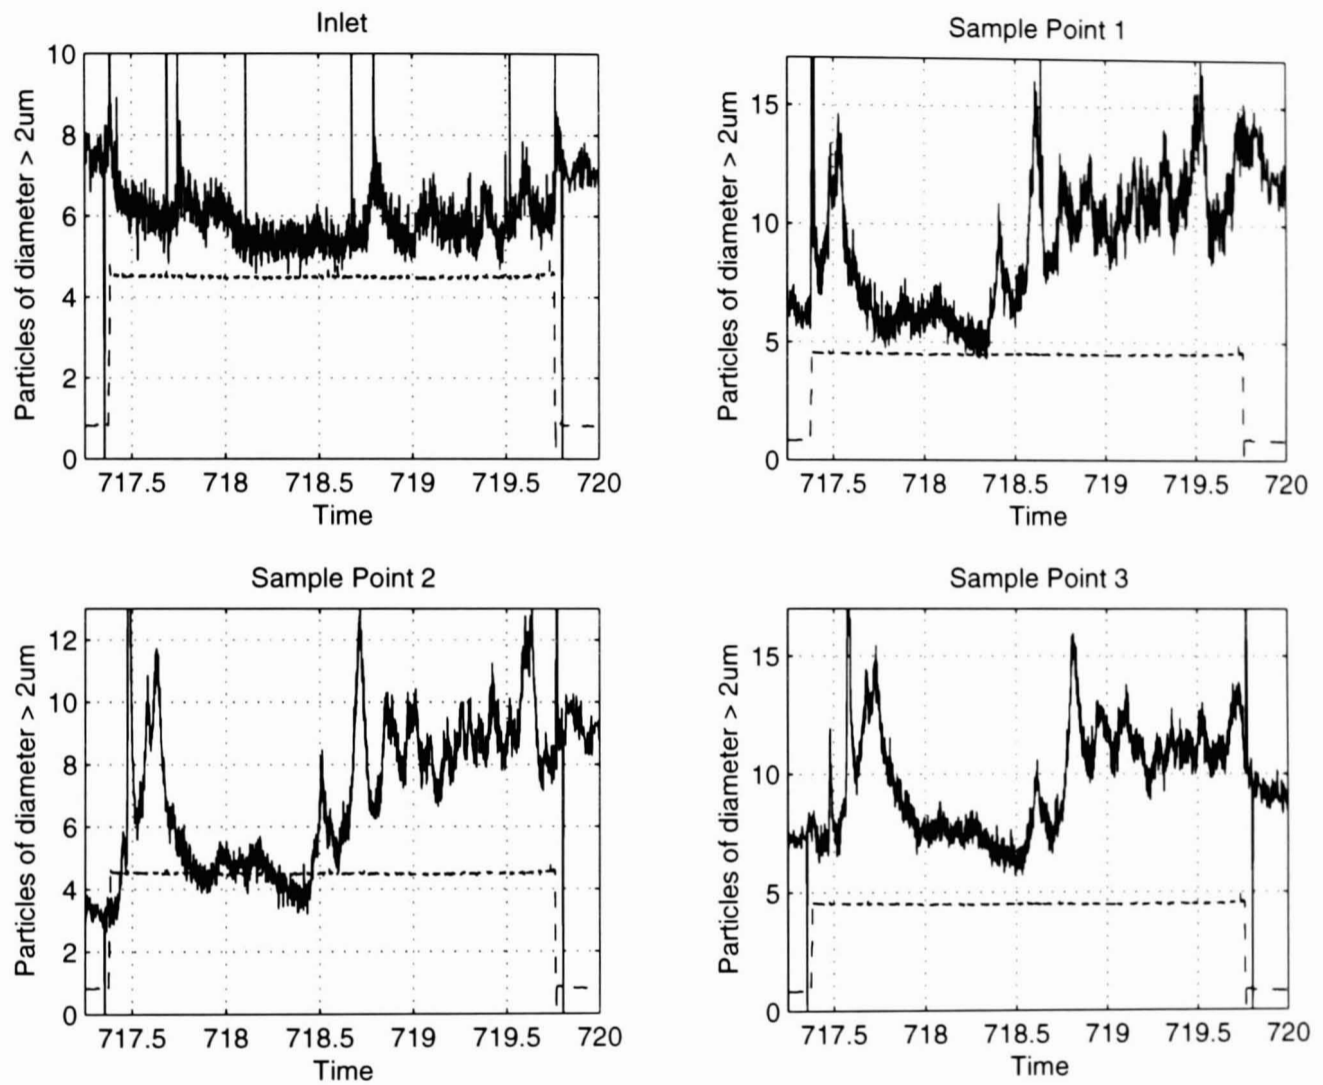 Inlet
Particles of diameter > 2um
10
8
6
4
2
0
717.5 718 718.5 719 719.5 720
Time
Sample Point 1
Particles of diameter > 2um
15
10
5
0
717.5 718 718.5 719 719.5 720
Time
Sample Point 2
Particles of diameter > 2um
12
10
8
6
4
2
0
717.5 718 718.5 719 719.5 720
Time
Sample Point 3
Particles of diameter > 2um
15
10
5
0
717.5 718 718.5 719 719.5 720
Time